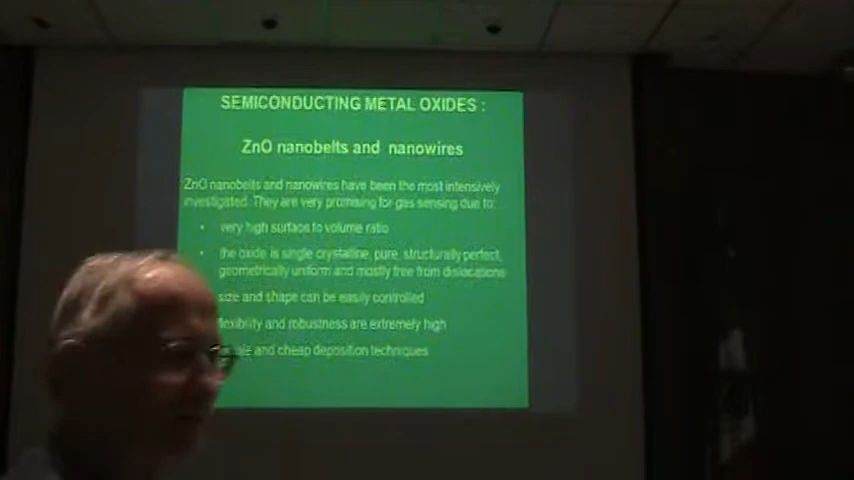 SEMICONDUCTING METAL OXIDES :
ZnO nanobelts and nanowires
ZnO nanobelts and nanowires have been the most intensively
investigated. They are very promising for gas sensing due to:
• very high surface to volume ratio
• the oxide is single crystalline, pure, structurally perfect,
geometrically uniform and mostly free from dislocations
size and shape can be easily controlled
flexibility and robustness are extremely high
and cheap deposition techniques